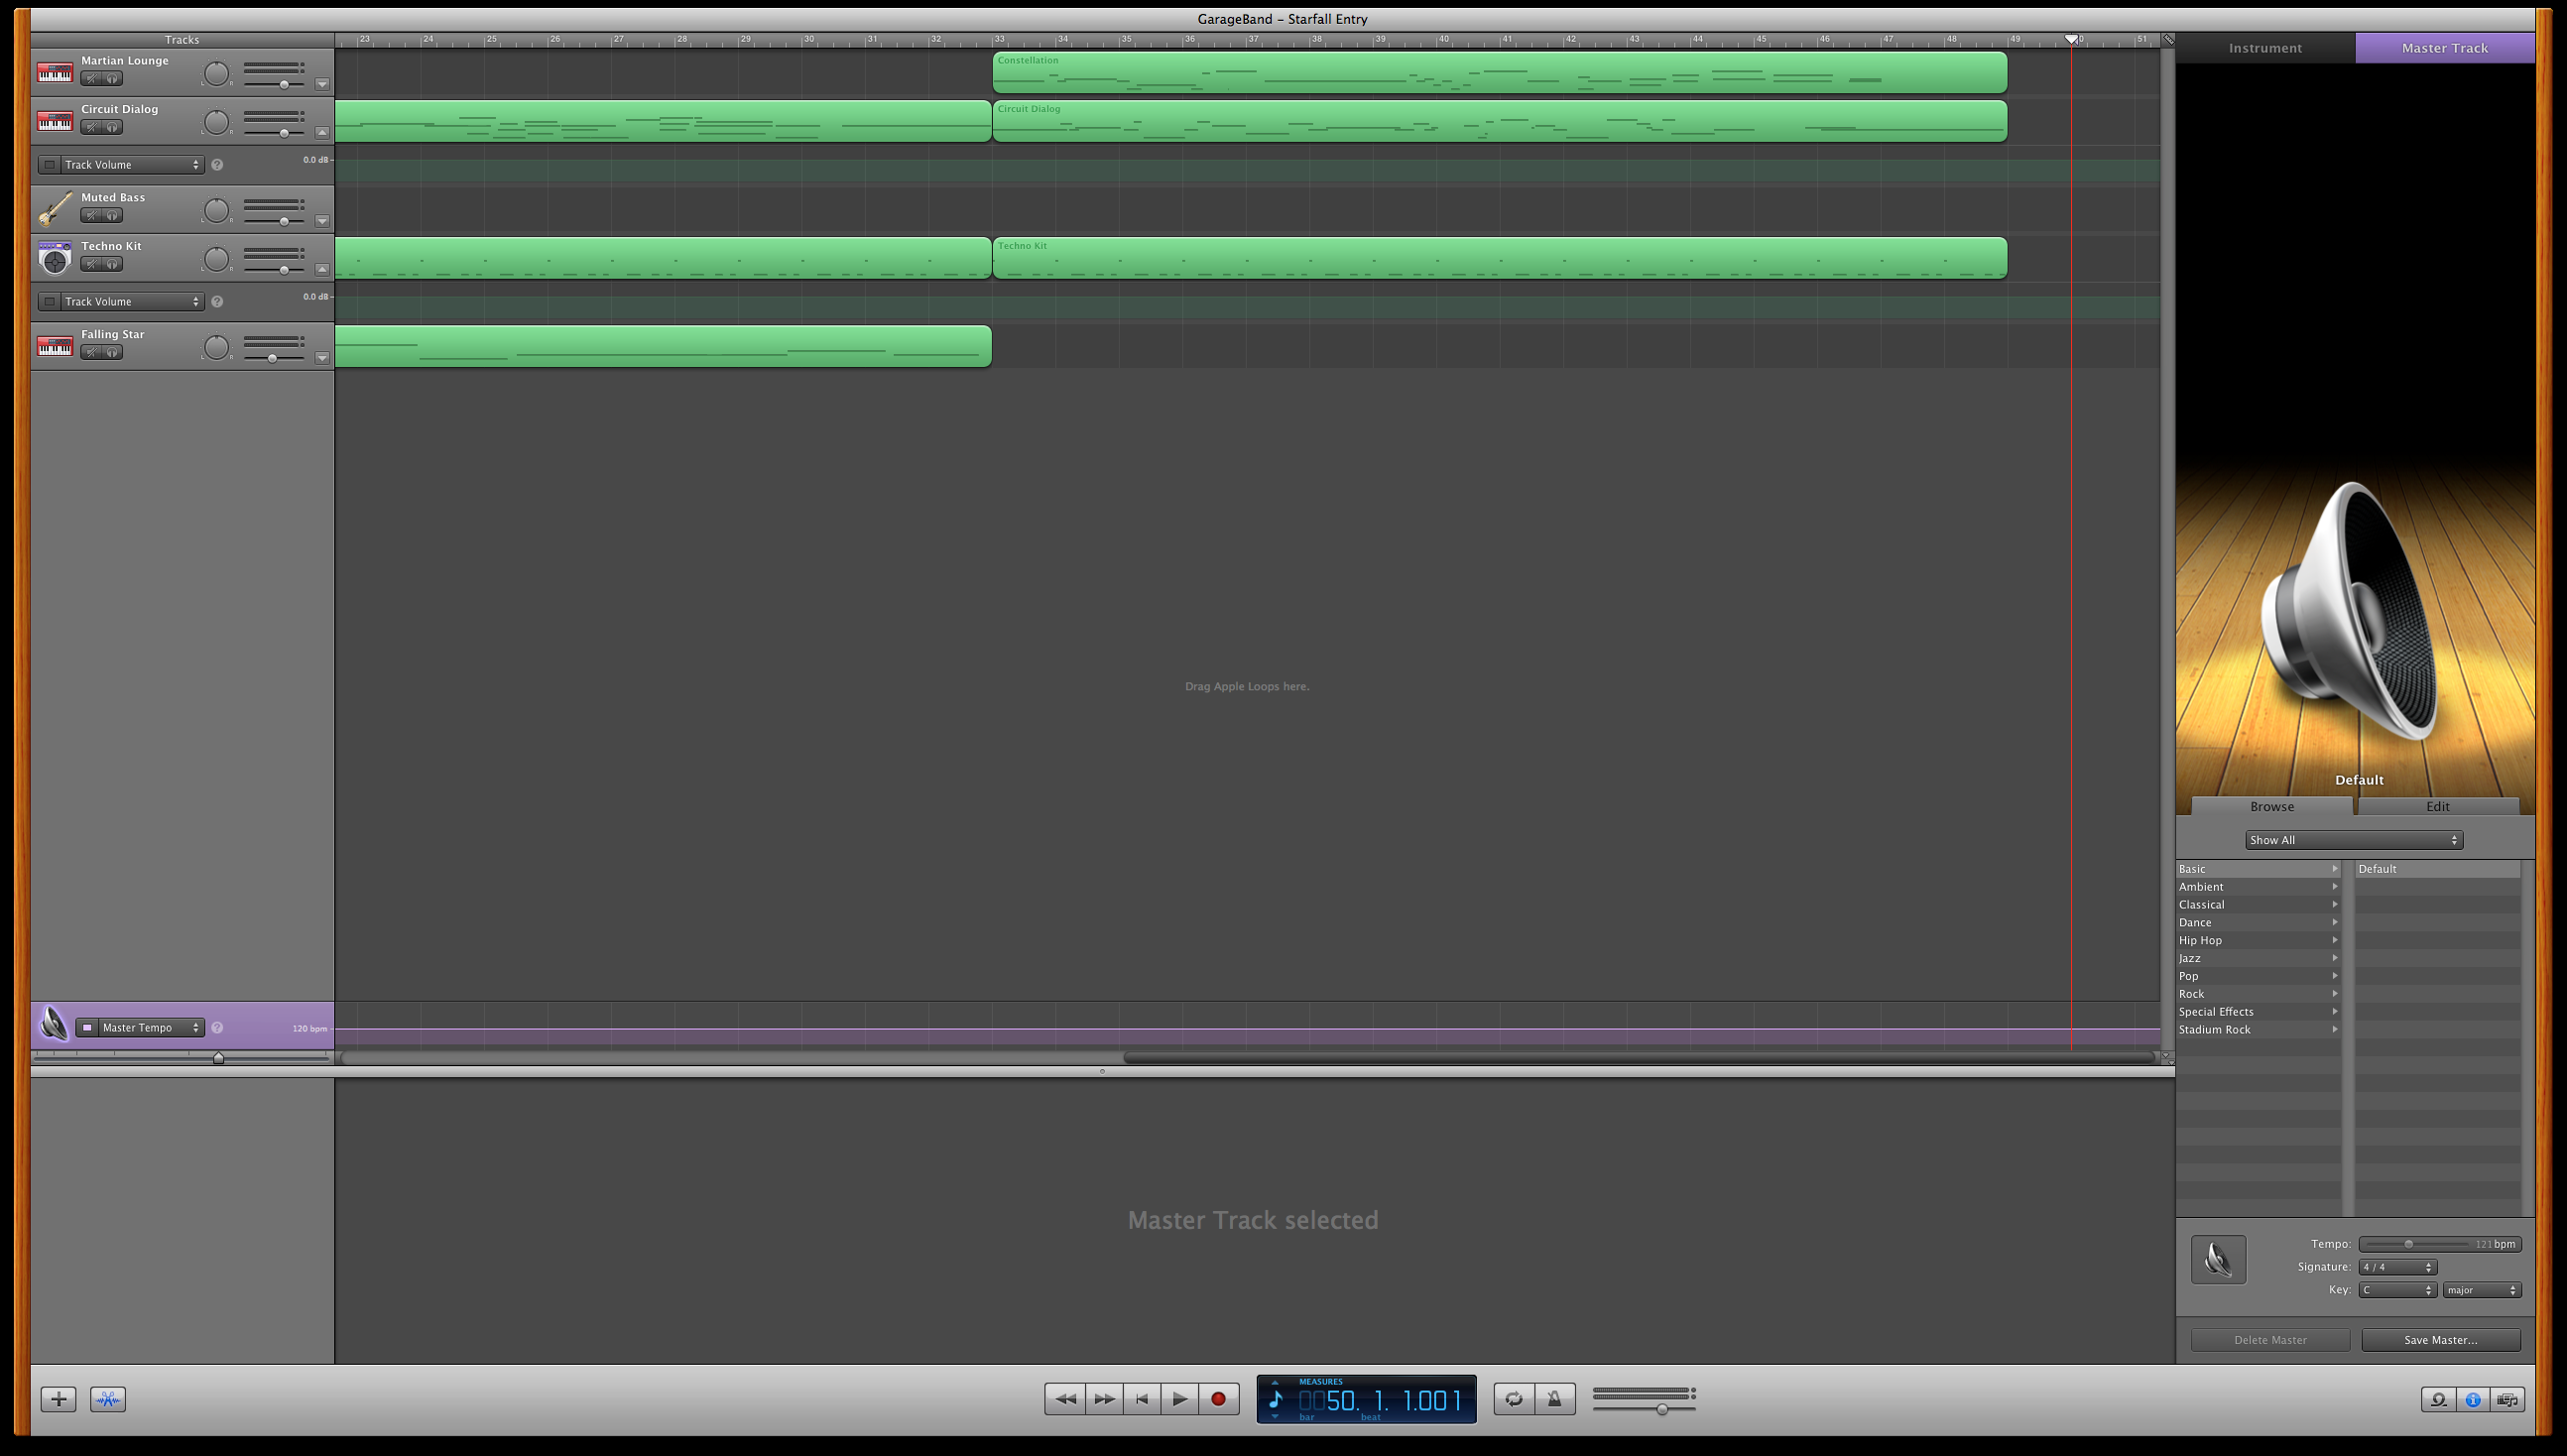 GarageBand – Starfall Entry
Tracks
23 24 25 26 27 28 29 30 31 32 33 34 35 36 37 38 39 40 41 42 43 44 45 46 47 48 49 51
Instrument Master Track
Martian Lounge
Constellation
Circuit Dialog
Circuit Dialog
Track Volume ? 0.0 dB
Muted Bass
Techno Kit
Techno Kit
Track Volume ? 0.0 dB
Falling Star
L R
Drag Apple Loops here.
Default
Browse Edit
Show All
Basic Default
Ambient
Classical
Dance
Hip Hop
Jazz
Pop
Rock
Special Effects
Stadium Rock
Master Tempo ? 120 bpm
Master Track selected
Tempo: 121 bpm
Signature: 4 / 4
Key: C major
Delete Master Save Master...
MEASURES
0050. 1. 1.001
bar beat